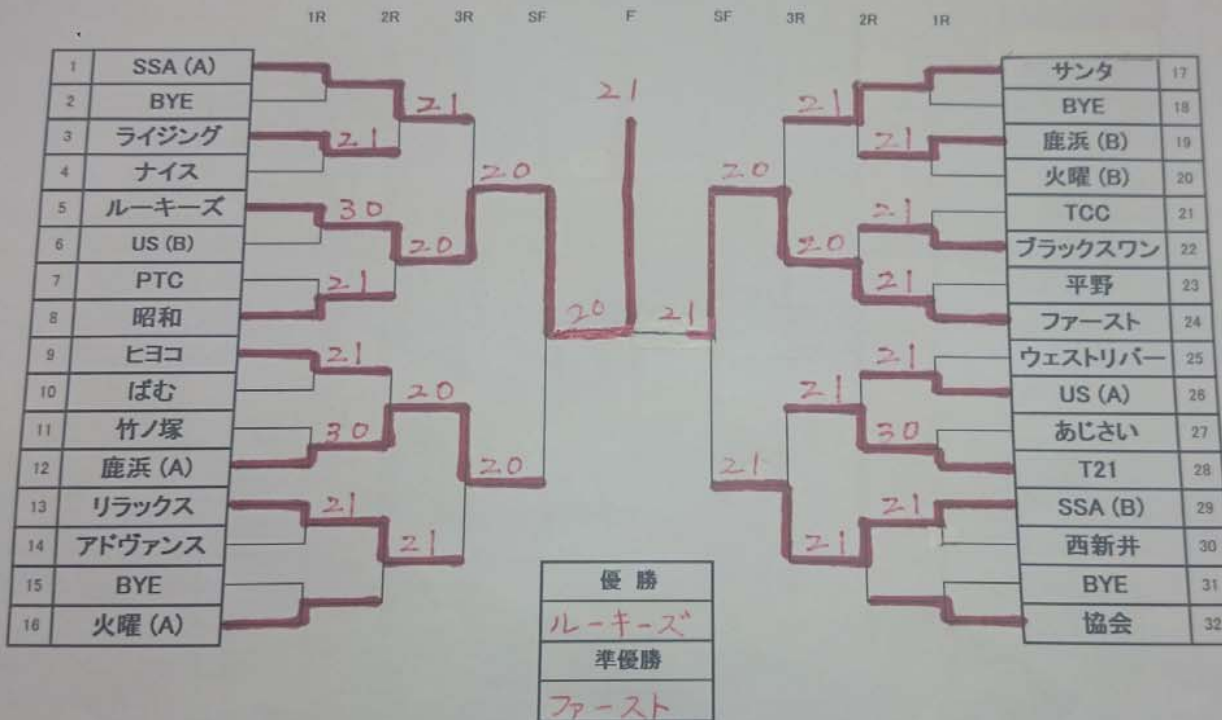 1R 2R 3R SF F SF 3R 2R 1R
1 SSA (A)
2 BYE
3 ライジング
4 ナイス
5 ルーキーズ
6 US (B)
7 PTC
8 昭和
9 ヒヨコ
10 ばむ
11 竹ノ塚
12 鹿浜 (A)
13 リラックス
14 アドヴァンス
15 BYE
16 火曜 (A)
21
21
30
20
21
21
20
30
21
21
20
20
20
21
21
20
21
21
21
21
20
21
21
21
30
21
21
21
サンタ 17
BYE 18
鹿浜 (B) 19
火曜 (B) 20
TCC 21
ブラックスワン 22
平野 23
ファースト 24
ウェストリバー 25
US (A) 26
あじさい 27
T21 28
SSA (B) 29
西新井 30
BYE 31
協会 32
優勝
ルーキーズ
準優勝
ファースト